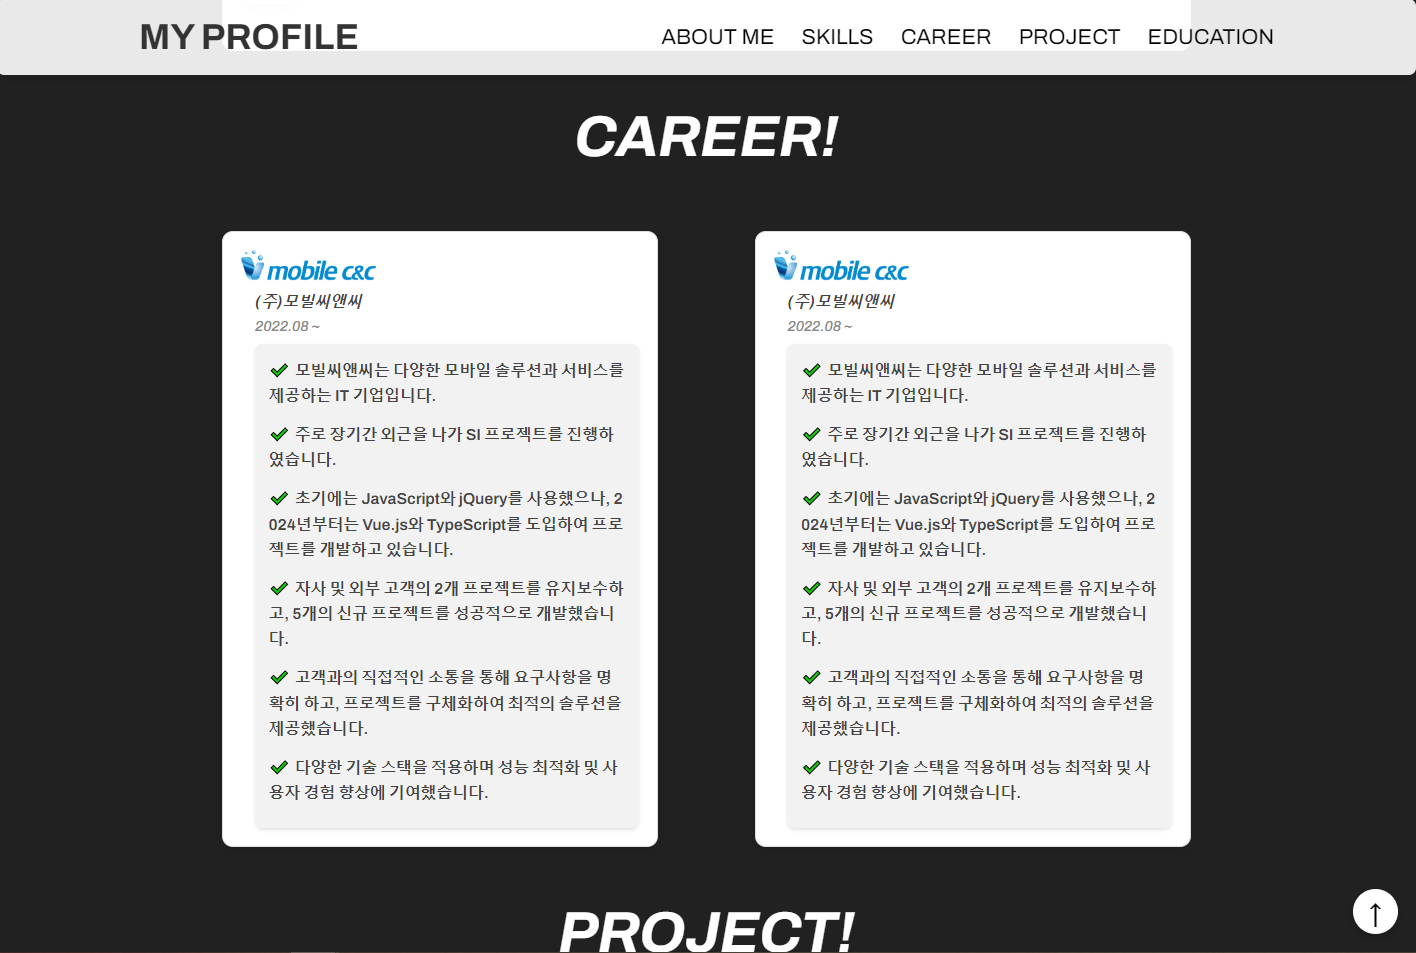 MY PROFILE
ABOUT ME SKILLS CAREER PROJECT EDUCATION
CAREER!
mobile c&c
(주)모빌씨앤씨
2022.08 ~
모빌씨앤씨는 다양한 모바일 솔루션과 서비스를
제공하는 IT 기업입니다.
주로 장기간 외근을 나가 SI 프로젝트를 진행하
였습니다.
초기에는 JavaScript와 jQuery를 사용했으나, 2
024년부터는 Vue.js와 TypeScript를 도입하여 프로
젝트를 개발하고 있습니다.
자사 및 외부 고객의 2개 프로젝트를 유지보수하
고, 5개의 신규 프로젝트를 성공적으로 개발했습니
다.
고객과의 직접적인 소통을 통해 요구사항을 명
확히 하고, 프로젝트를 구체화하여 최적의 솔루션을
제공했습니다.
다양한 기술 스택을 적용하며 성능 최적화 및 사
용자 경험 향상에 기여했습니다.
mobile c&c
(주)모빌씨앤씨
2022.08 ~
모빌씨앤씨는 다양한 모바일 솔루션과 서비스를
제공하는 IT 기업입니다.
주로 장기간 외근을 나가 SI 프로젝트를 진행하
였습니다.
초기에는 JavaScript와 jQuery를 사용했으나, 2
024년부터는 Vue.js와 TypeScript를 도입하여 프로
젝트를 개발하고 있습니다.
자사 및 외부 고객의 2개 프로젝트를 유지보수하
고, 5개의 신규 프로젝트를 성공적으로 개발했습니
다.
고객과의 직접적인 소통을 통해 요구사항을 명
확히 하고, 프로젝트를 구체화하여 최적의 솔루션을
제공했습니다.
다양한 기술 스택을 적용하며 성능 최적화 및 사
용자 경험 향상에 기여했습니다.
PROJECT!